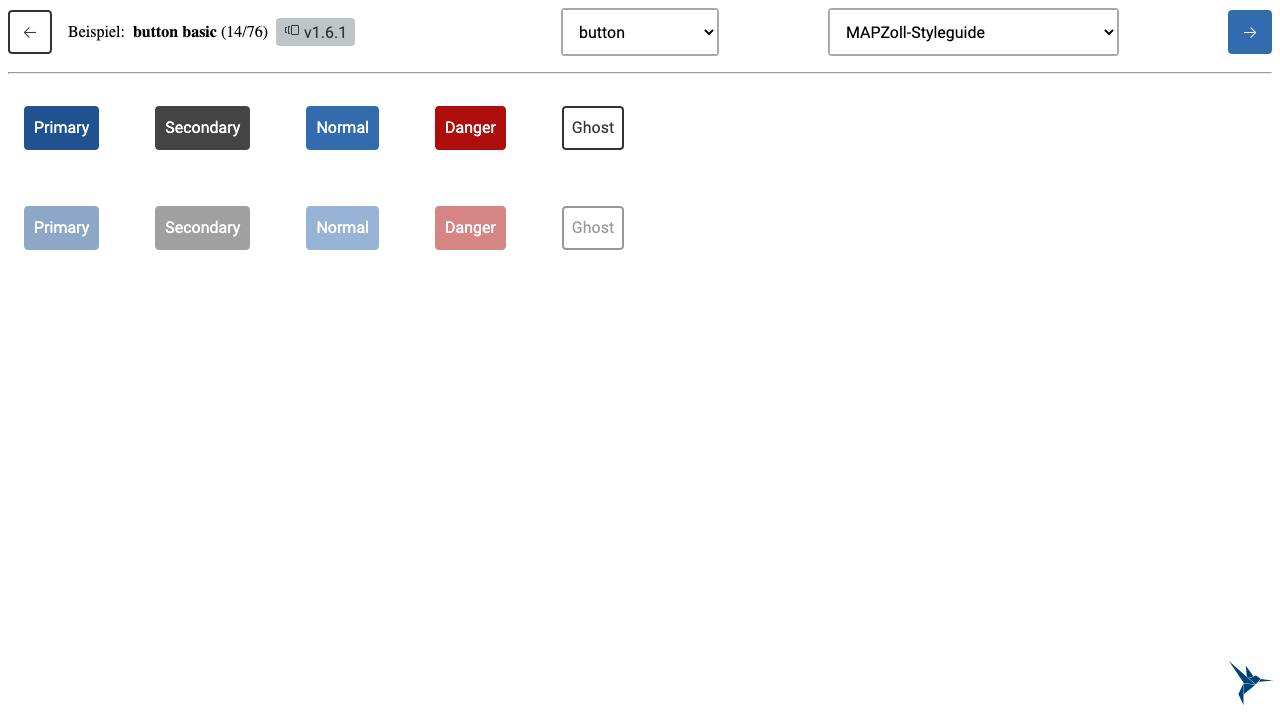 ← Beispiel: button basic (14/76) v1.6.1 button MAPZoll-Styleguide →
Primary Secondary Normal Danger Ghost
Primary Secondary Normal Danger Ghost